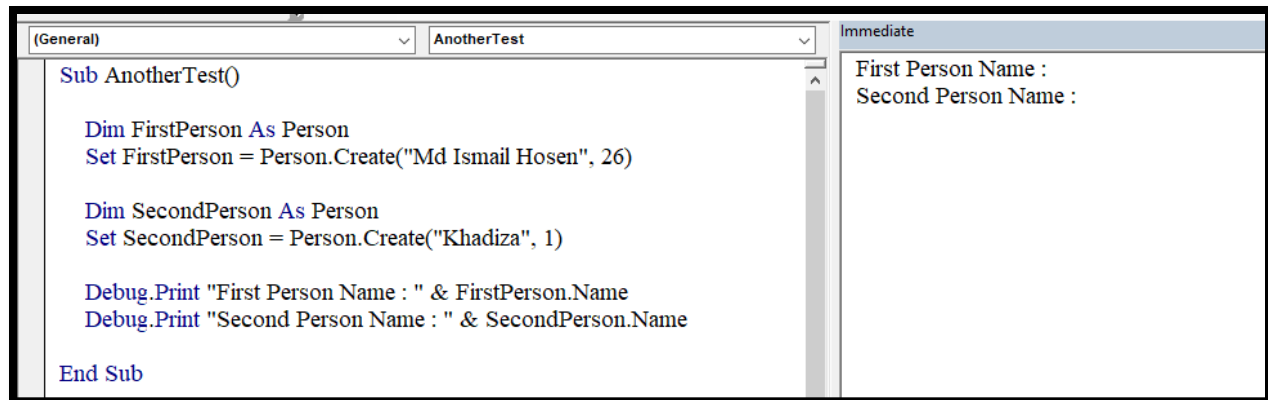 (General)
AnotherTest
Sub AnotherTest()
Dim FirstPerson As Person
Set FirstPerson = Person.Create("Md Ismail Hosen", 26)
Dim SecondPerson As Person
Set SecondPerson = Person.Create("Khadiza", 1)
Debug.Print "First Person Name : " & FirstPerson.Name
Debug.Print "Second Person Name : " & SecondPerson.Name
End Sub
Immediate
First Person Name :
Second Person Name :